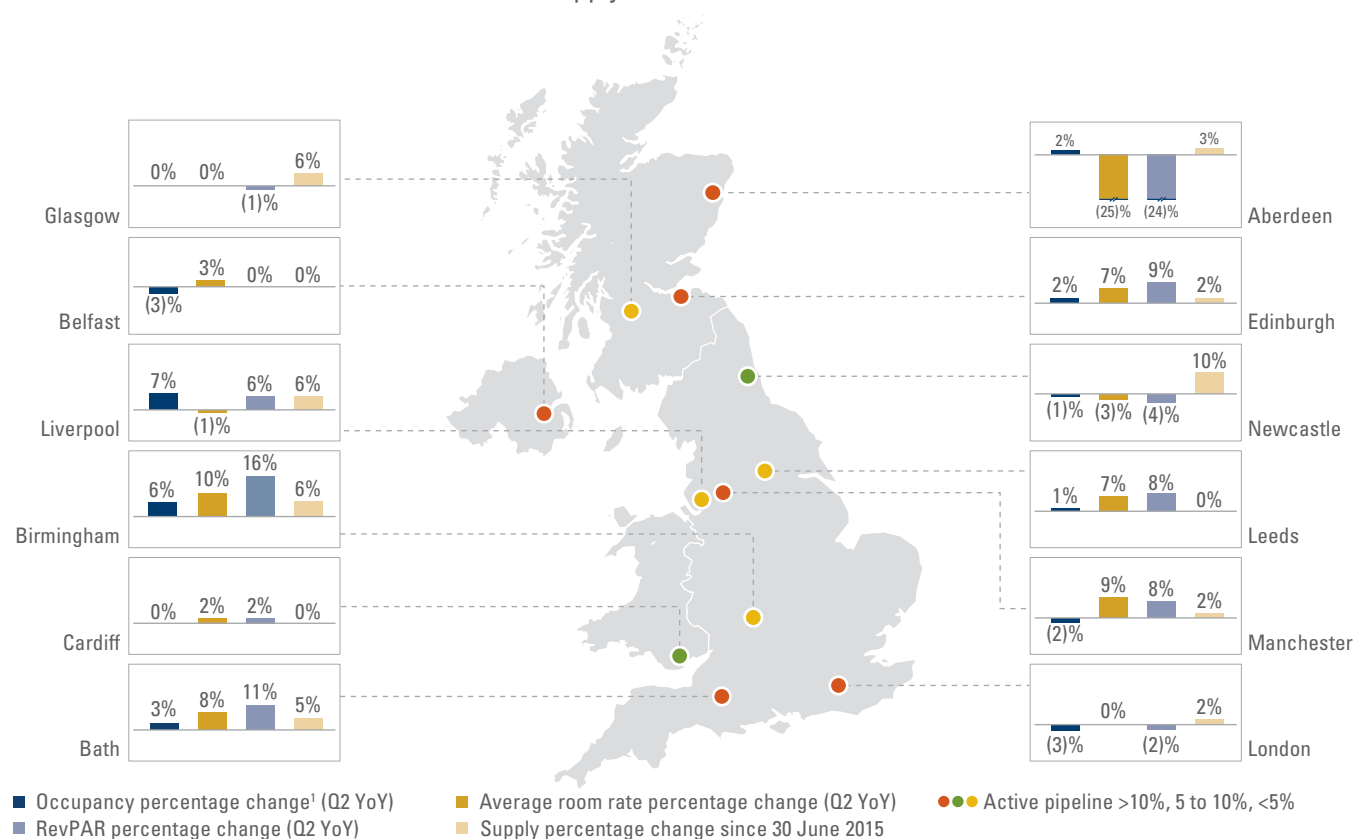 0% 0% (1)% 6%
Glasgow
(3)% 3% 0% 0%
Belfast
7% (1)% 6% 6%
Liverpool
6% 10% 16% 6%
Birmingham
0% 2% 2% 0%
Cardiff
3% 8% 11% 5%
Bath
2% (25)% (24)% 3%
Aberdeen
2% 7% 9% 2%
Edinburgh
(1)% (3)% (4)% 10%
Newcastle
1% 7% 8% 0%
Leeds
(2)% 9% 8% 2%
Manchester
(3)% 0% (2)% 2%
London
Occupancy percentage change¹ (Q2 YoY)
RevPAR percentage change (Q2 YoY)
Average room rate percentage change (Q2 YoY)
Supply percentage change since 30 June 2015
Active pipeline >10%, 5 to 10%, <5%